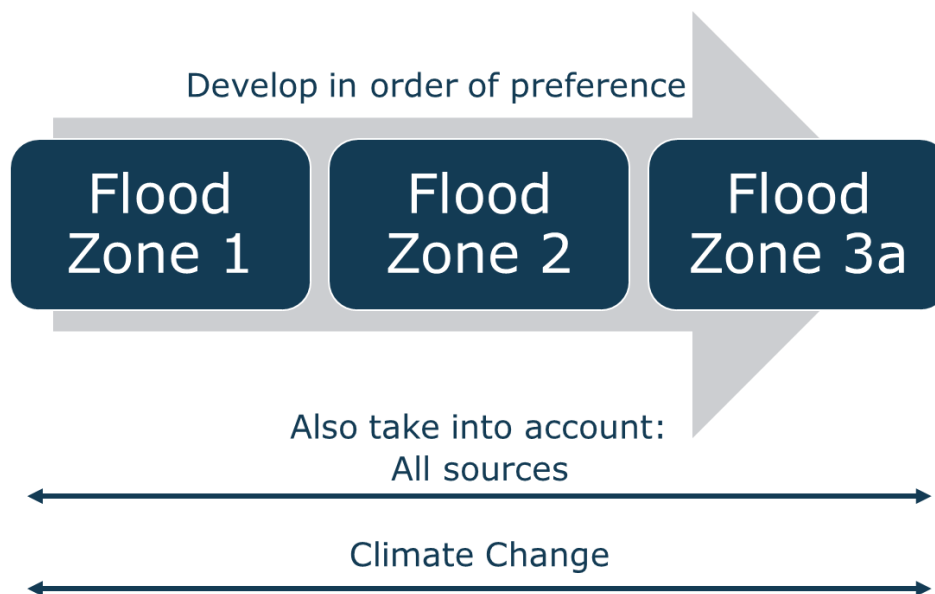 Develop in order of preference
Flood
Zone 1
Flood
Zone 2
Flood
Zone 3a
Also take into account:
All sources
Climate Change